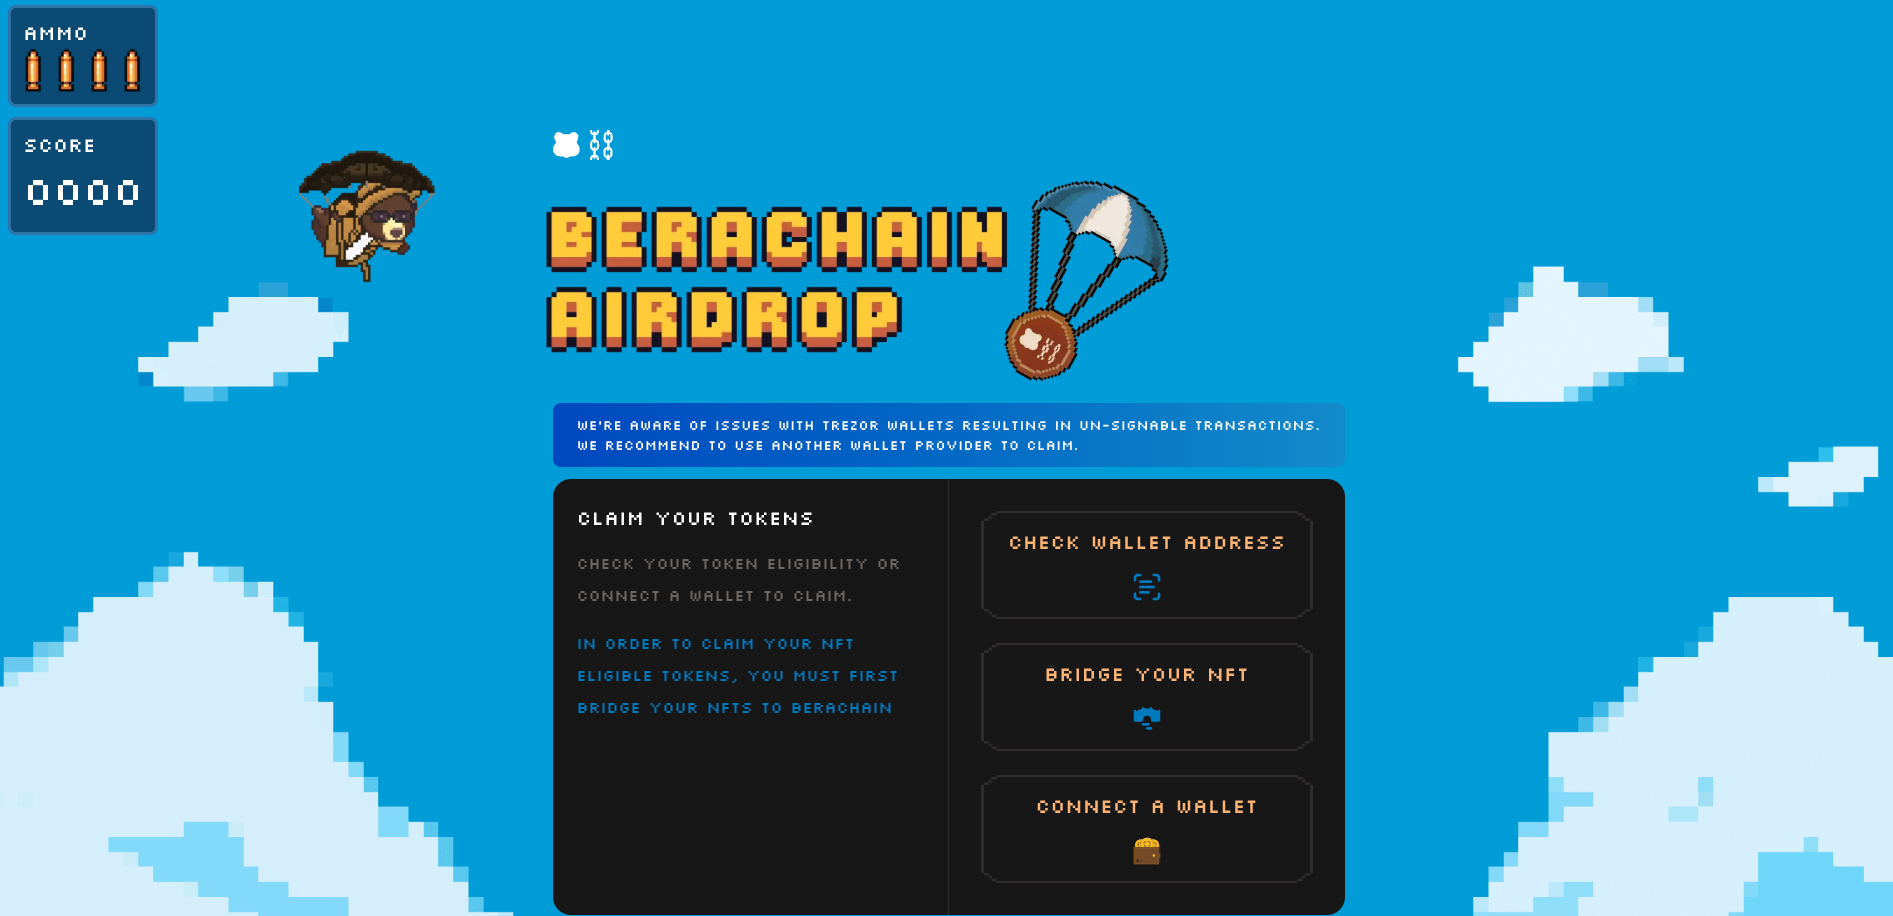 AMMO
SCORE
0000
BERACHAIN
AIRDROP
WE'RE AWARE OF ISSUES WITH TREZOR WALLETS RESULTING IN UN-SIGNABLE TRANSACTIONS.
WE RECOMMEND TO USE ANOTHER WALLET PROVIDER TO CLAIM.
CLAIM YOUR TOKENS
CHECK YOUR TOKEN ELIGIBILITY OR
CONNECT A WALLET TO CLAIM.
IN ORDER TO CLAIM YOUR NFT
ELIGIBLE TOKENS, YOU MUST FIRST
BRIDGE YOUR NFTS TO BERACHAIN
CHECK WALLET ADDRESS
BRIDGE YOUR NFT
CONNECT A WALLET